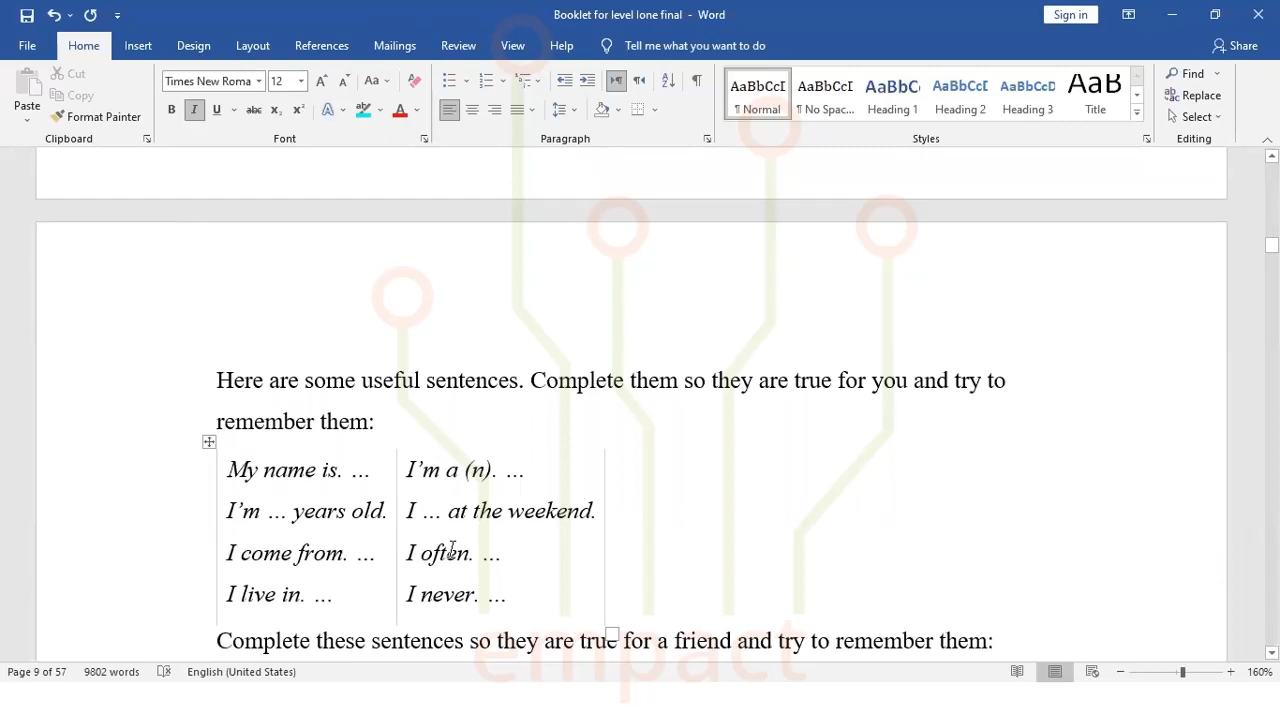 Booklet for level lone final - Word
Sign in
File Home Insert Design Layout References Mailings Review View Help Tell me what you want to do Share
Paste
Cut
Copy
Format Painter
Clipboard
Times New Roma 12
Font
Paragraph
AaBbCcI AaBbCcI AaBbC AaBbCcI AaBbCcD AaB
¶ Normal ¶ No Spac... Heading 1 Heading 2 Heading 3 Title
Styles
Find
Replace
Select
Editing
Here are some useful sentences. Complete them so they are true for you and try to
remember them:
My name is. … I’m a (n). …
I’m … years old. I … at the weekend.
I come from. … I often. …
I live in. … I never. …
Complete these sentences so they are true for a friend and try to remember them:
empact
Page 9 of 57 9802 words English (United States) 160%